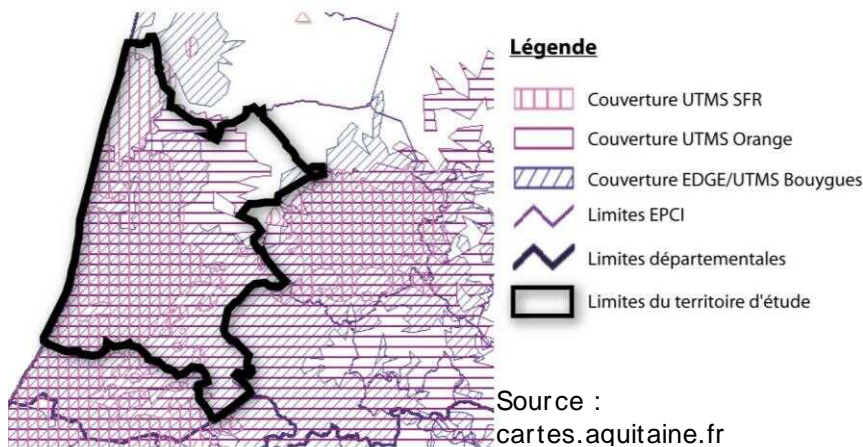 Légende
Couverture UTMS SFR
Couverture UTMS Orange
Couverture EDGE/UTMS Bouygues
Limites EPCI
Limites départementales
Limites du territoire d'étude
Source :
cartes.aquitaine.fr